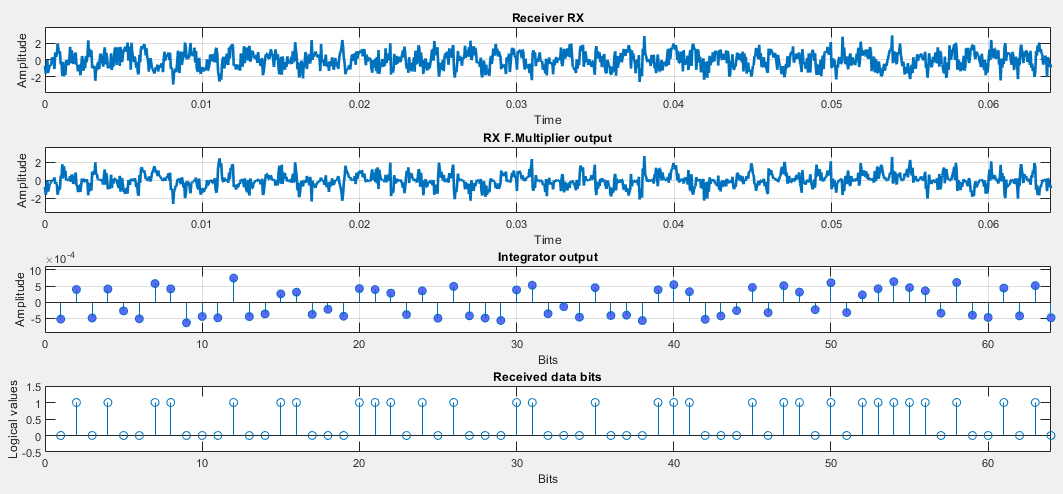 Receiver RX
Amplitude
2
0
-2
0 0.01 0.02 0.03 0.04 0.05 0.06
Time
RX F.Multiplier output
Amplitude
2
0
-2
0 0.01 0.02 0.03 0.04 0.05 0.06
Time
×10⁻⁴
Integrator output
Amplitude
10
5
0
-5
0 10 20 30 40 50 60
Bits
Received data bits
Logical values
1.5
1
0.5
0
-0.5
0 10 20 30 40 50 60
Bits